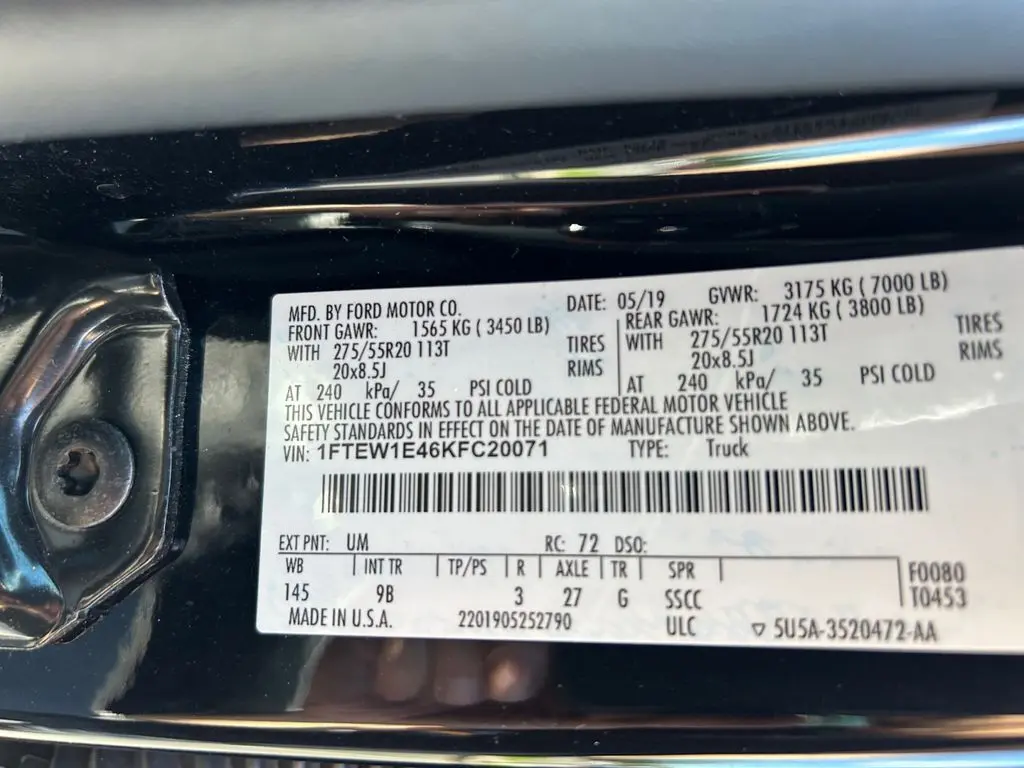 MFD. BY FORD MOTOR CO. DATE: 05/19 GVWR: 3175 KG ( 7000 LB)
FRONT GAWR: 1565 KG ( 3450 LB) REAR GAWR: 1724 KG ( 3800 LB)
WITH 275/55R20 113T TIRES WITH 275/55R20 113T TIRES
20x8.5J RIMS 20x8.5J RIMS
AT 240 kPa/ 35 PSI COLD AT 240 kPa/ 35 PSI COLD
THIS VEHICLE CONFORMS TO ALL APPLICABLE FEDERAL MOTOR VEHICLE
SAFETY STANDARDS IN EFFECT ON THE DATE OF MANUFACTURE SHOWN ABOVE.
VIN: 1FTEW1E46KFC20071 TYPE: Truck
EXT PNT: UM RC: 72 DSO:
WB INT TR TP/PS R AXLE TR SPR F0080
145 9B 3 27 G SSCC T0453
MADE IN U.S.A. 2201905252790 ULC ▽ 5U5A-3520472-AA